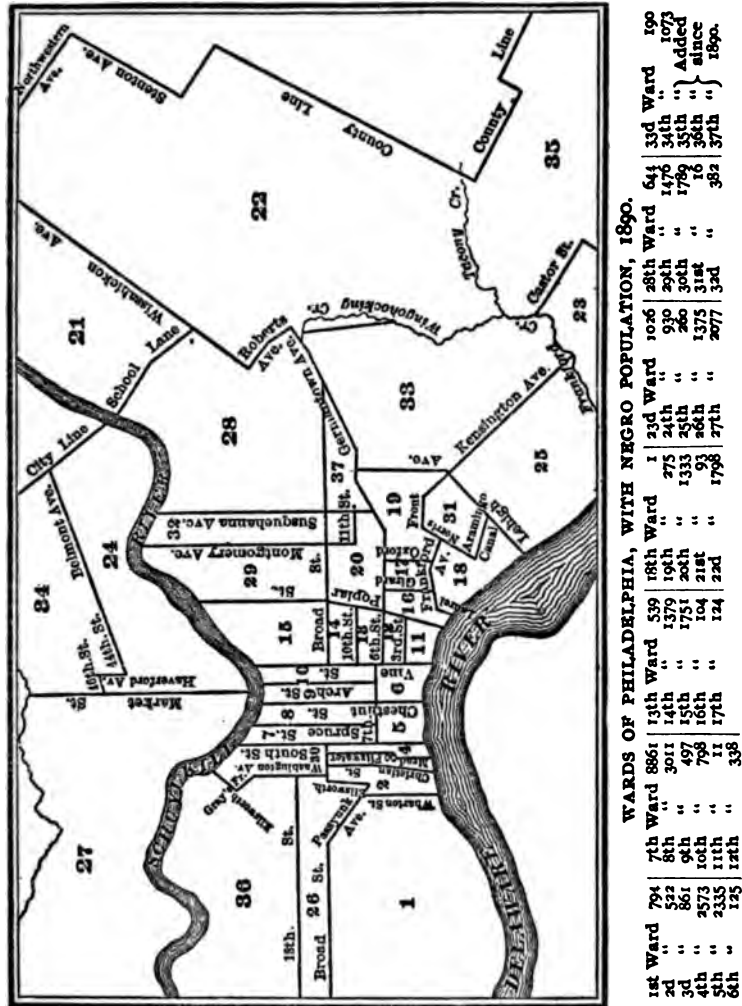 Northwestern
Ave.
Stenton Ave.
County Line
County Line
21
22
35
Wissahickon Ave.
School Lane
City Line
Roberts
Ave.
Cr.
Wingohocking
Tacony Cr.
Cr.
Castor St.
23
28
Germantown Ave.
33
Kensington Ave.
Ave.
25
34
Belmont Ave.
24
RIVER
32
Susquehanna Ave.
37
11th St.
19
Front
31
Norris
Aramingo
Canal
Lehigh
Montgomery Ave.
29
St.
20
Oxford
17
Girard
Frankford
Av.
18
16
Poplar
St.
15
Broad
14
10th St.
13
6th St.
12
3rd St.
11
44th St.
Haverford Av.
Market
St.
10
St.
Vine
Arch St.
9
6
8
St.
Chestnut
5
Spruce St.
7
7th
RIVER
South St.
30
4
Washington Av.
Fitzwater
3
Christian
St.
2
27
SCHUYLKILL
Gray's
Ellsworth
Ellsworth
Wharton St.
36
St.
Passyunk
Ave.
18th.
26
St.
Broad
1
DELAWARE
WARDS OF PHILADELPHIA, WITH NEGRO POPULATION, 1890.
1st Ward 794 7th Ward 8861 13th Ward 539 18th Ward 1 23d Ward 1026 28th Ward 644 33d Ward 190
2d " 522 8th " 3011 14th " 1379 19th " 275 24th " 930 29th " 1476 34th " 1073
3d " 861 9th " 497 15th " 1751 20th " 1333 25th " 260 30th " 1789 35th " Added
4th " 2573 10th " 798 16th " 104 21st " 93 26th " 1375 31st " 16 36th " since
5th " 2335 11th " 11 17th " 124 22d " 1798 27th " 2077 32d " 382 37th " 1890.
6th " 125 12th " 338